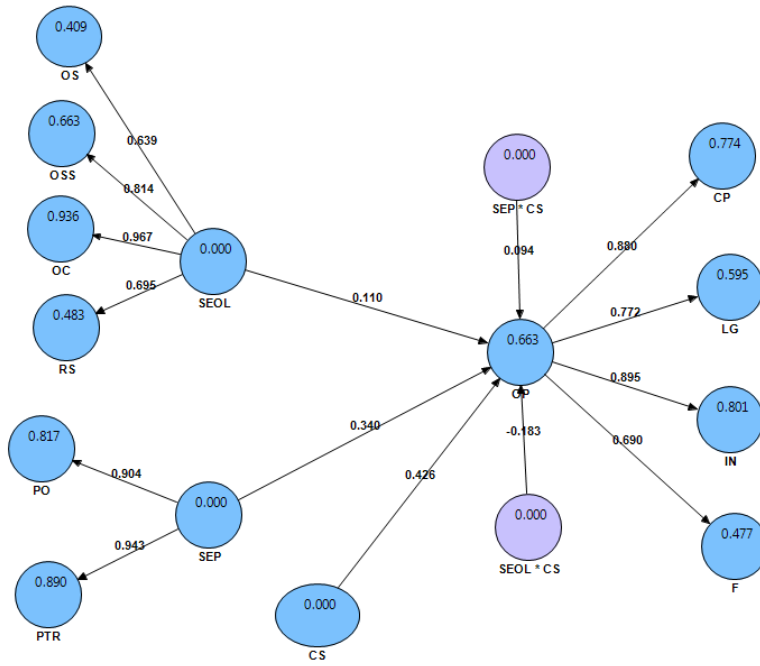 0.409
OS
0.639
0.663
OSS
0.814
0.936
OC
0.967
0.000
SEOL
0.483
RS
0.695
0.110
0.000
SEP * CS
0.094
0.774
CP
0.880
0.595
LG
0.772
0.663
OP
0.895
0.801
IN
0.690
0.477
F
0.340
0.817
PO
0.904
0.000
SEP
0.943
0.890
PTR
0.426
-0.183
0.000
SEOL * CS
0.000
CS